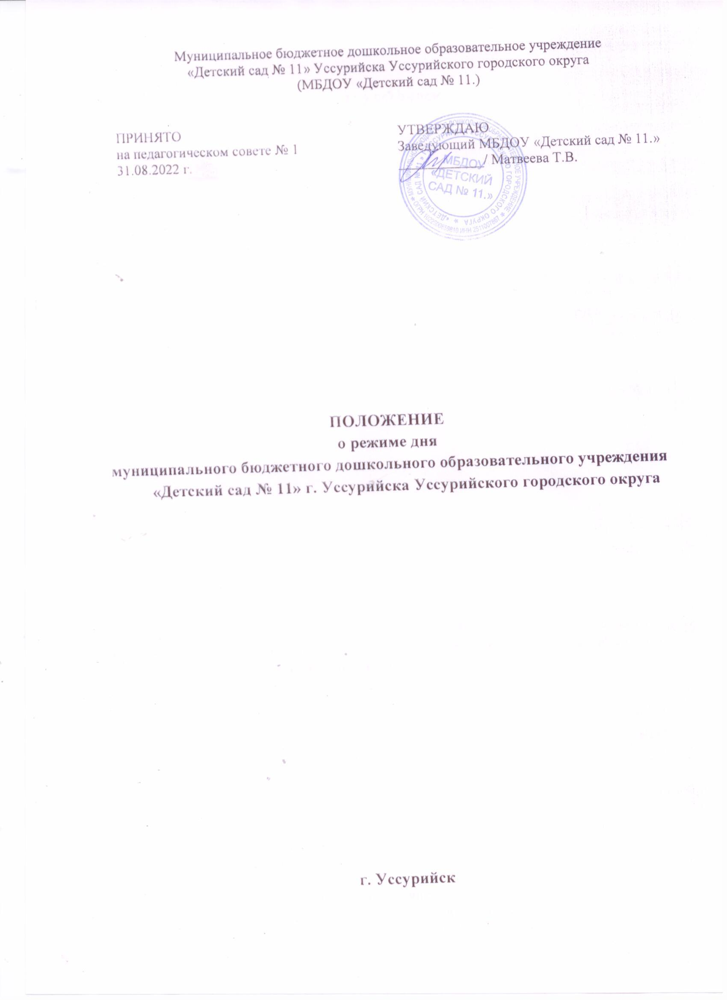 Муниципальное бюджетное дошкольное образовательное учреждение
«Детский сад № 11» Уссурийска Уссурийского городского округа
(МБДОУ «Детский сад № 11.)
ПРИНЯТО
на педагогическом совете № 1
31.08.2022 г.
УТВЕРЖДАЮ
Заведующий МБДОУ «Детский сад № 11.»
____________/ Матвеева Т.В.
МБДОУ
«ДЕТСКИЙ
САД № 11.»
ПОЛОЖЕНИЕ
о режиме дня
муниципального бюджетного дошкольного образовательного учреждения
«Детский сад № 11» г. Уссурийска Уссурийского городского округа
г. Уссурийск